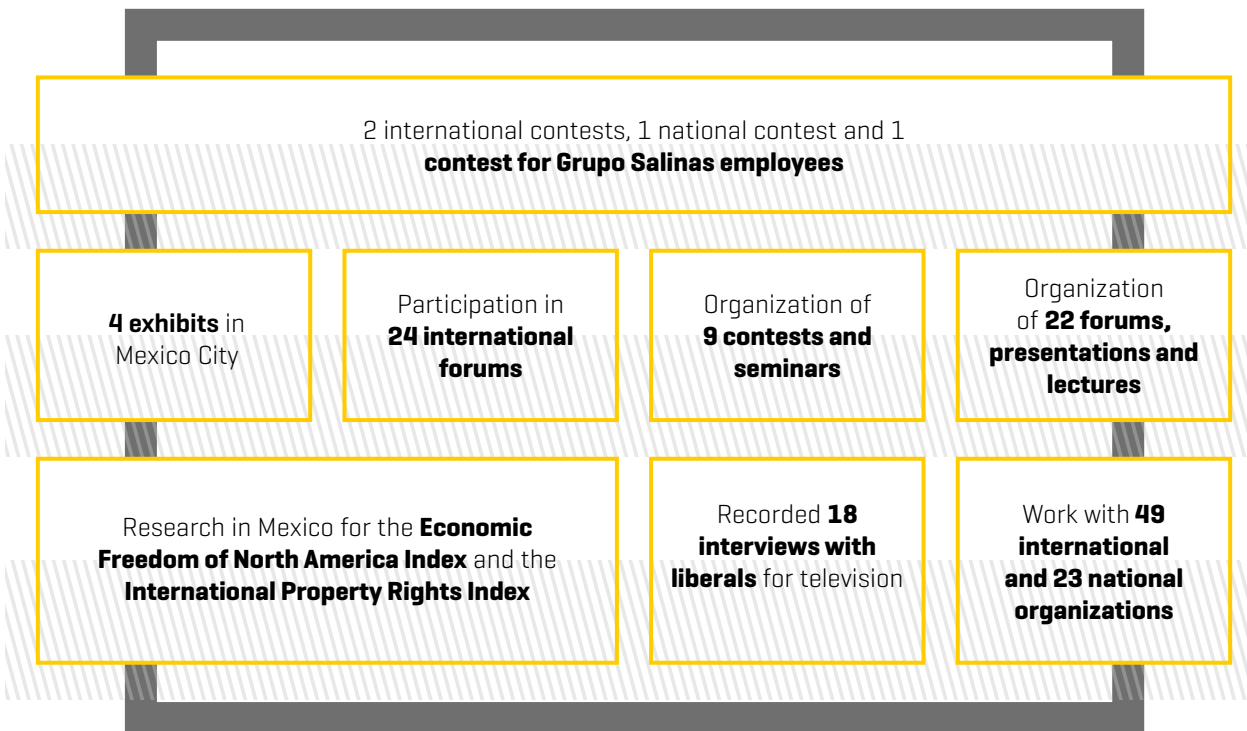 2 international contests, 1 national contest and 1
contest for Grupo Salinas employees
4 exhibits in
Mexico City
Participation in
24 international
forums
Organization of
9 contests and
seminars
Organization
of 22 forums,
presentations and
lectures
Research in Mexico for the Economic
Freedom of North America Index and the
International Property Rights Index
Recorded 18
interviews with
liberals for television
Work with 49
international
and 23 national
organizations